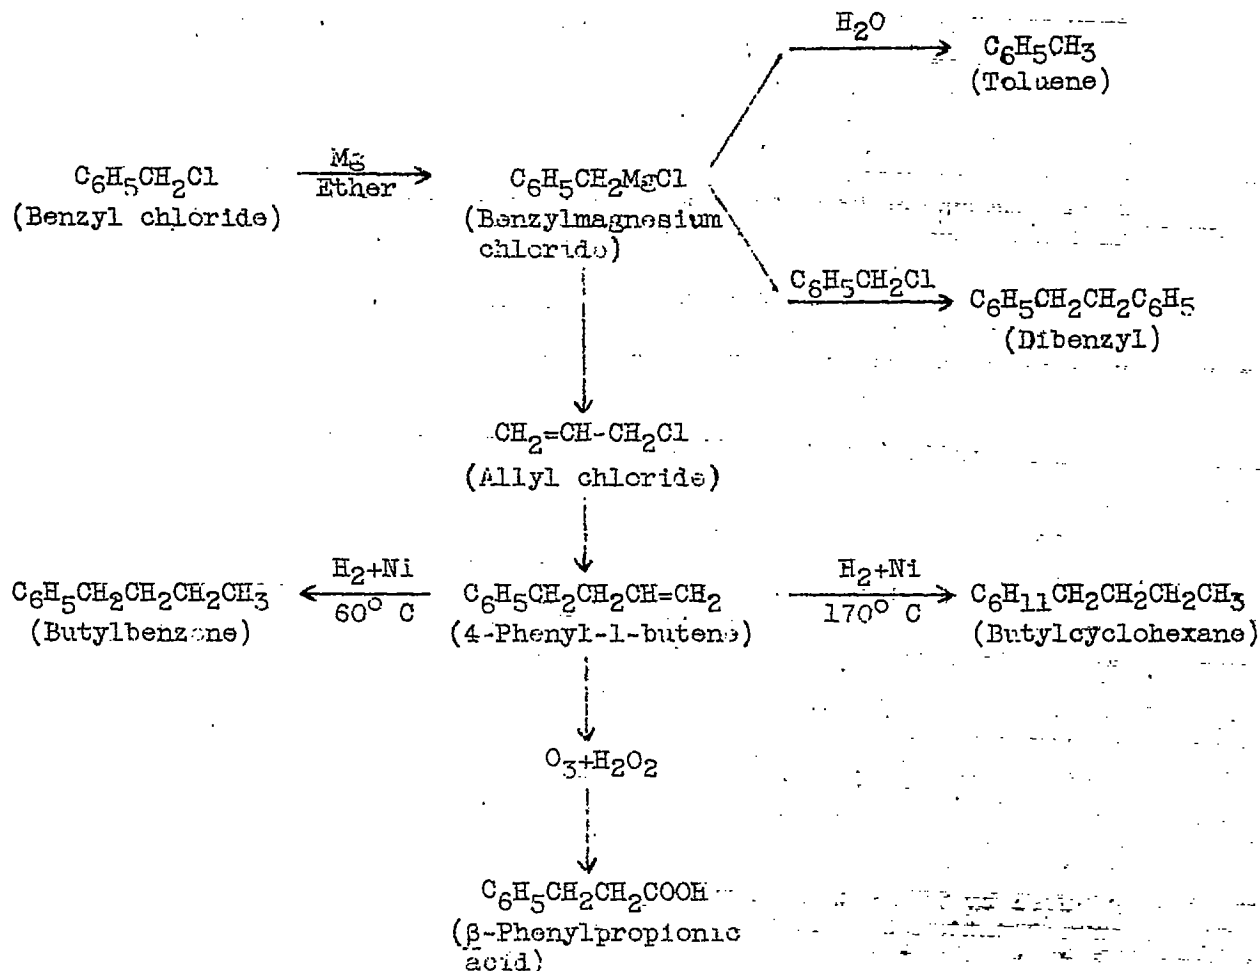 H2O
C6H5CH3
(Toluene)
C6H5CH2Cl
(Benzyl chloride)
Mg
Ether
C6H5CH2MgCl
(Benzylmagnesium
chloride)
C6H5CH2Cl
C6H5CH2CH2C6H5
(Dibenzyl)
CH2=CH-CH2Cl
(Allyl chloride)
C6H5CH2CH2CH2CH3
(Butylbenzene)
H2+Ni
60° C
C6H5CH2CH2CH=CH2
(4-Phenyl-1-butene)
H2+Ni
170° C
C6H11CH2CH2CH2CH3
(Butylcyclohexane)
O3+H2O2
C6H5CH2CH2COOH
(β-Phenylpropionic
acid)